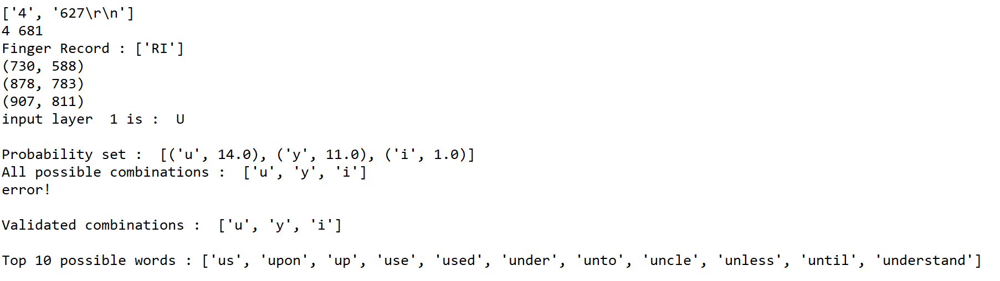 ['4', '627\r\n']
4 681
Finger Record : ['RI']
(730, 588)
(878, 783)
(907, 811)
input layer  1 is :  U
Probability set :  [('u', 14.0), ('y', 11.0), ('i', 1.0)]
All possible combinations :  ['u', 'y', 'i']
error!
Validated combinations :  ['u', 'y', 'i']
Top 10 possible words : ['us', 'upon', 'up', 'use', 'used', 'under', 'unto', 'uncle', 'unless', 'until', 'understand']